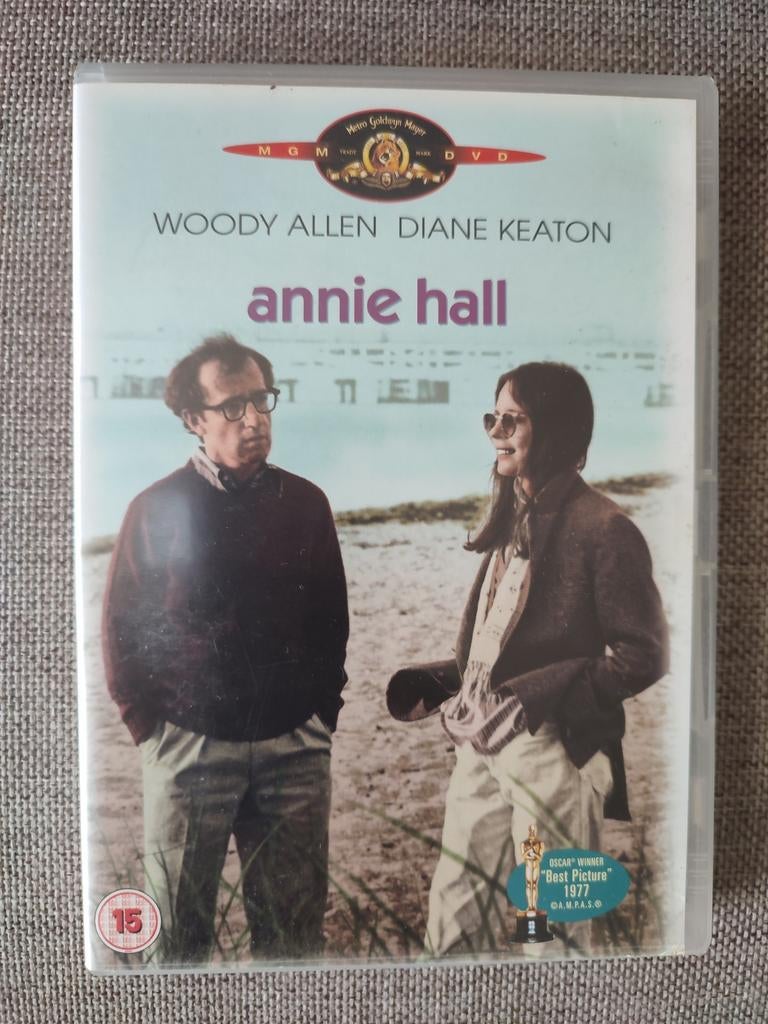 Metro Goldwyn Mayer
MGM TRADE MARK DVD
WOODY ALLEN DIANE KEATON
annie hall
OSCAR® WINNER
"Best Picture"
1977
©A.M.P.A.S.®
15